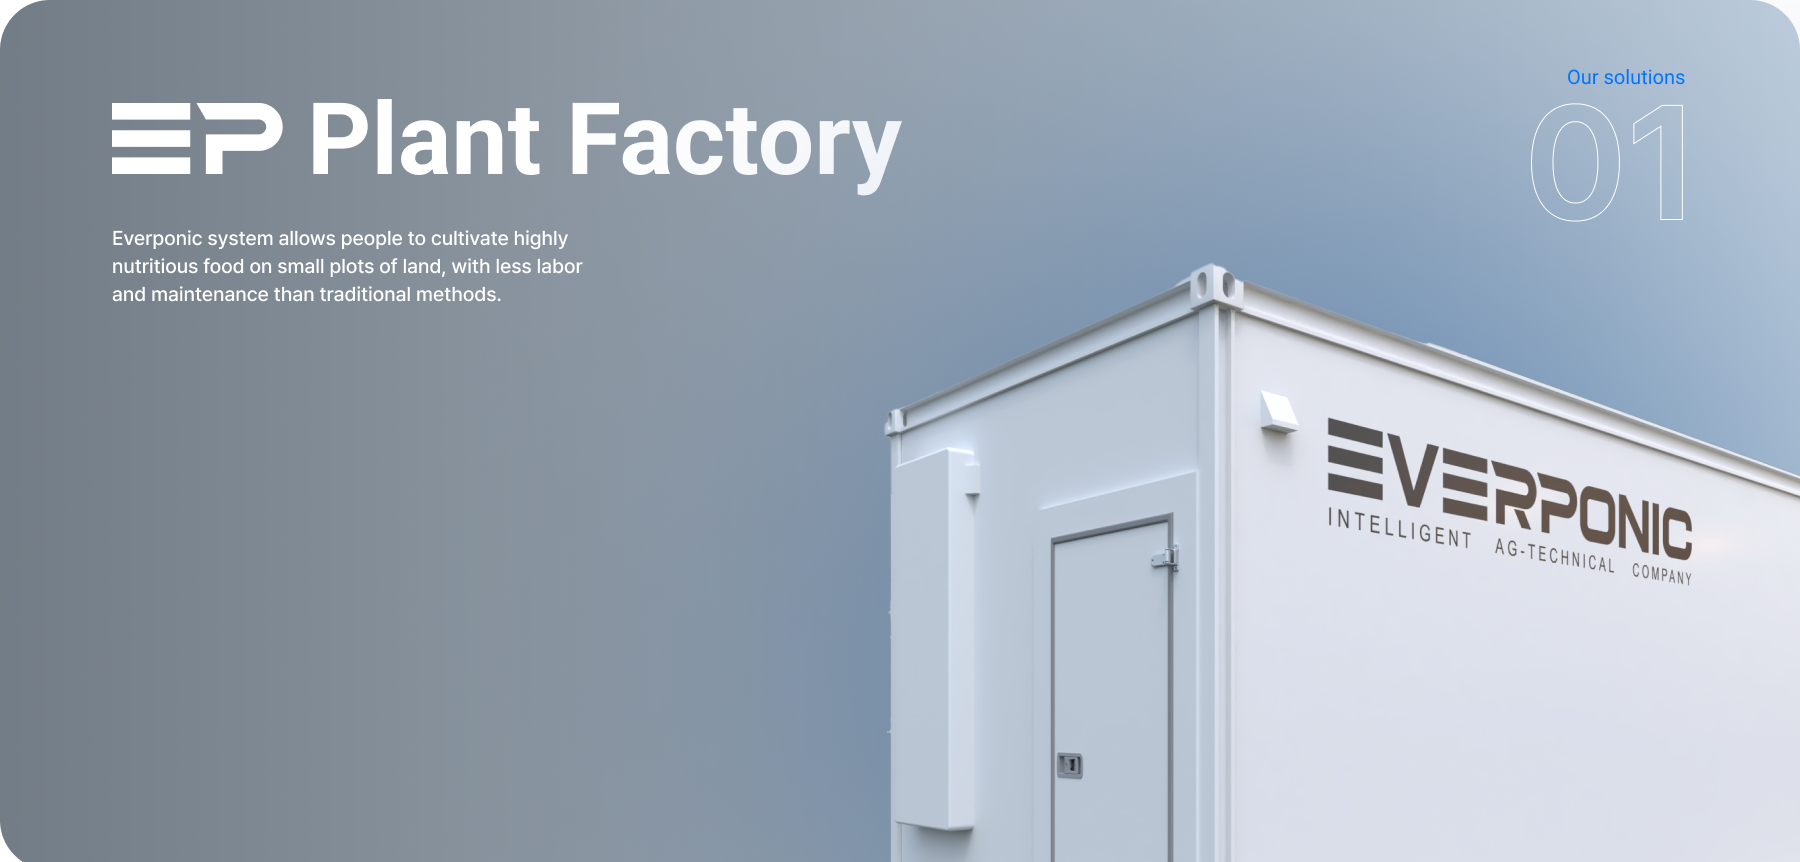 EP Plant Factory
Everponic system allows people to cultivate highly
nutritious food on small plots of land, with less labor
and maintenance than traditional methods.
Our solutions
01
EVERPONIC
INTELLIGENT AG-TECHNICAL COMPANY